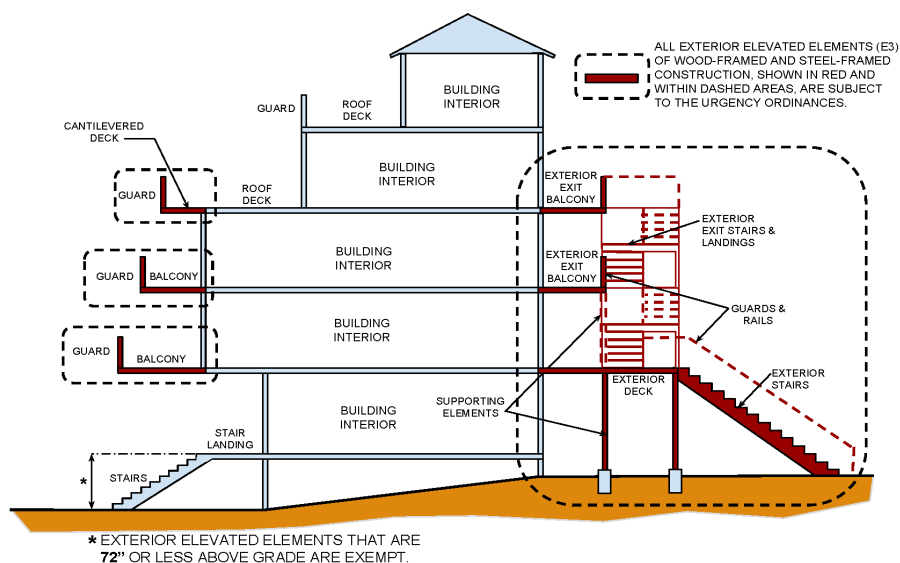 ALL EXTERIOR ELEVATED ELEMENTS (E3)
OF WOOD-FRAMED AND STEEL-FRAMED
CONSTRUCTION, SHOWN IN RED AND
WITHIN DASHED AREAS, ARE SUBJECT
TO THE URGENCY ORDINANCES.
BUILDING
INTERIOR
GUARD
ROOF
DECK
CANTILEVERED
DECK
BUILDING
INTERIOR
EXTERIOR
EXIT
BALCONY
GUARD
ROOF
DECK
EXTERIOR
EXIT STAIRS &
LANDINGS
BUILDING
INTERIOR
EXTERIOR
EXIT
BALCONY
GUARD
BALCONY
GUARDS &
RAILS
BUILDING
INTERIOR
GUARD
BALCONY
EXTERIOR
STAIRS
EXTERIOR
DECK
SUPPORTING
ELEMENTS
BUILDING
INTERIOR
STAIR
LANDING
STAIRS
*
* EXTERIOR ELEVATED ELEMENTS THAT ARE
72” OR LESS ABOVE GRADE ARE EXEMPT.